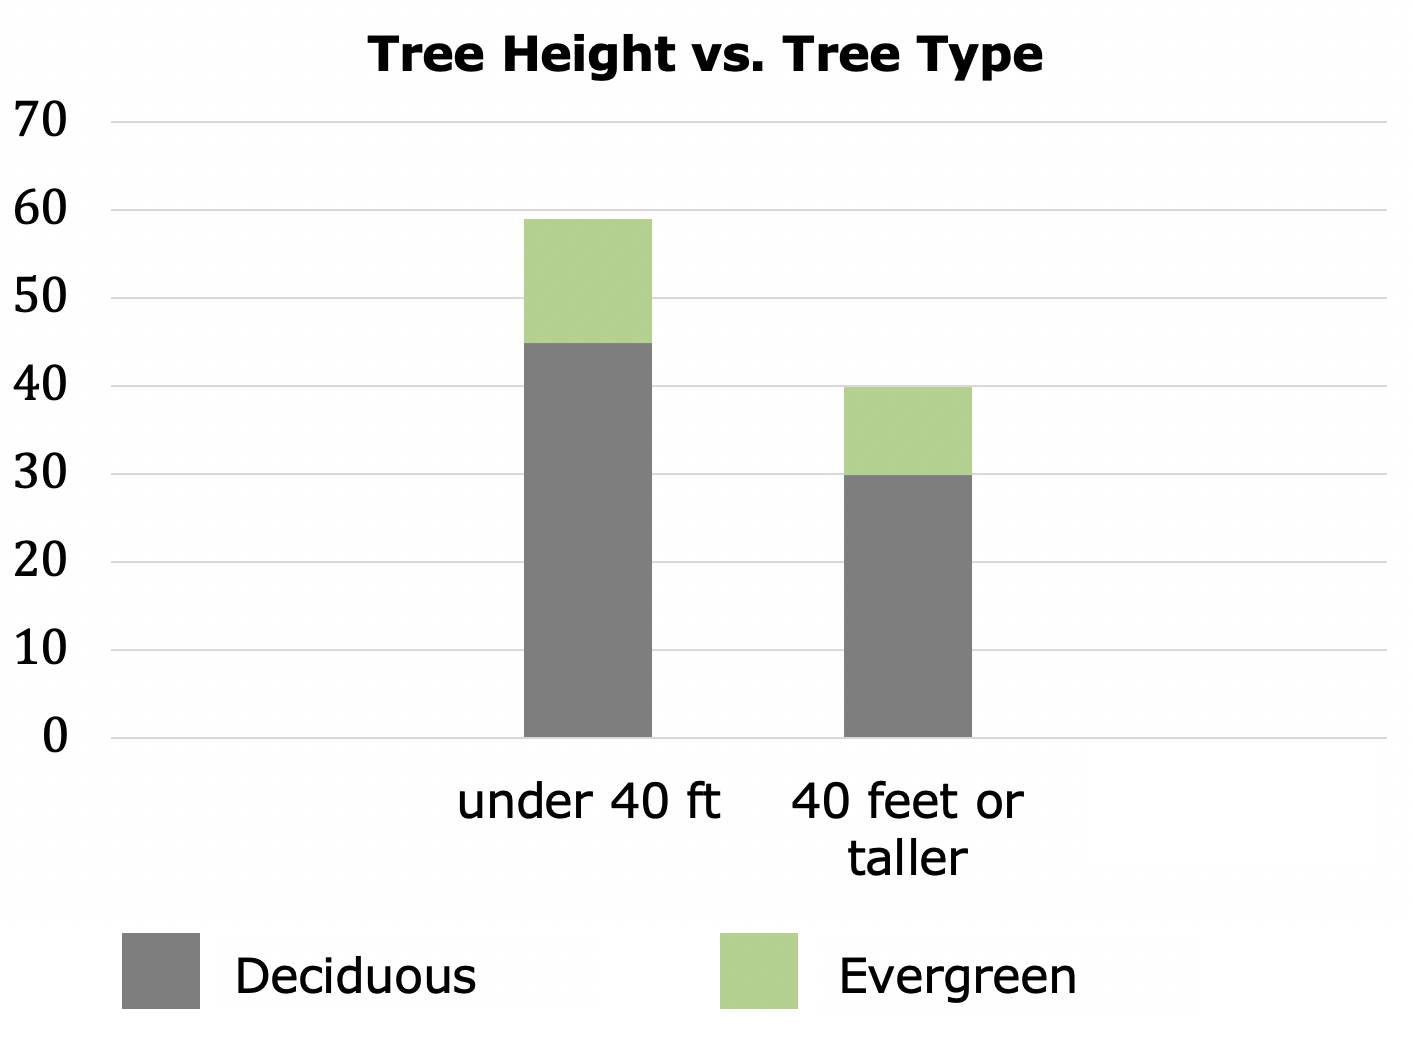 Tree Height vs. Tree Type
70
60
50
40
30
20
10
0
under 40 ft
40 feet or
taller
Deciduous
Evergreen